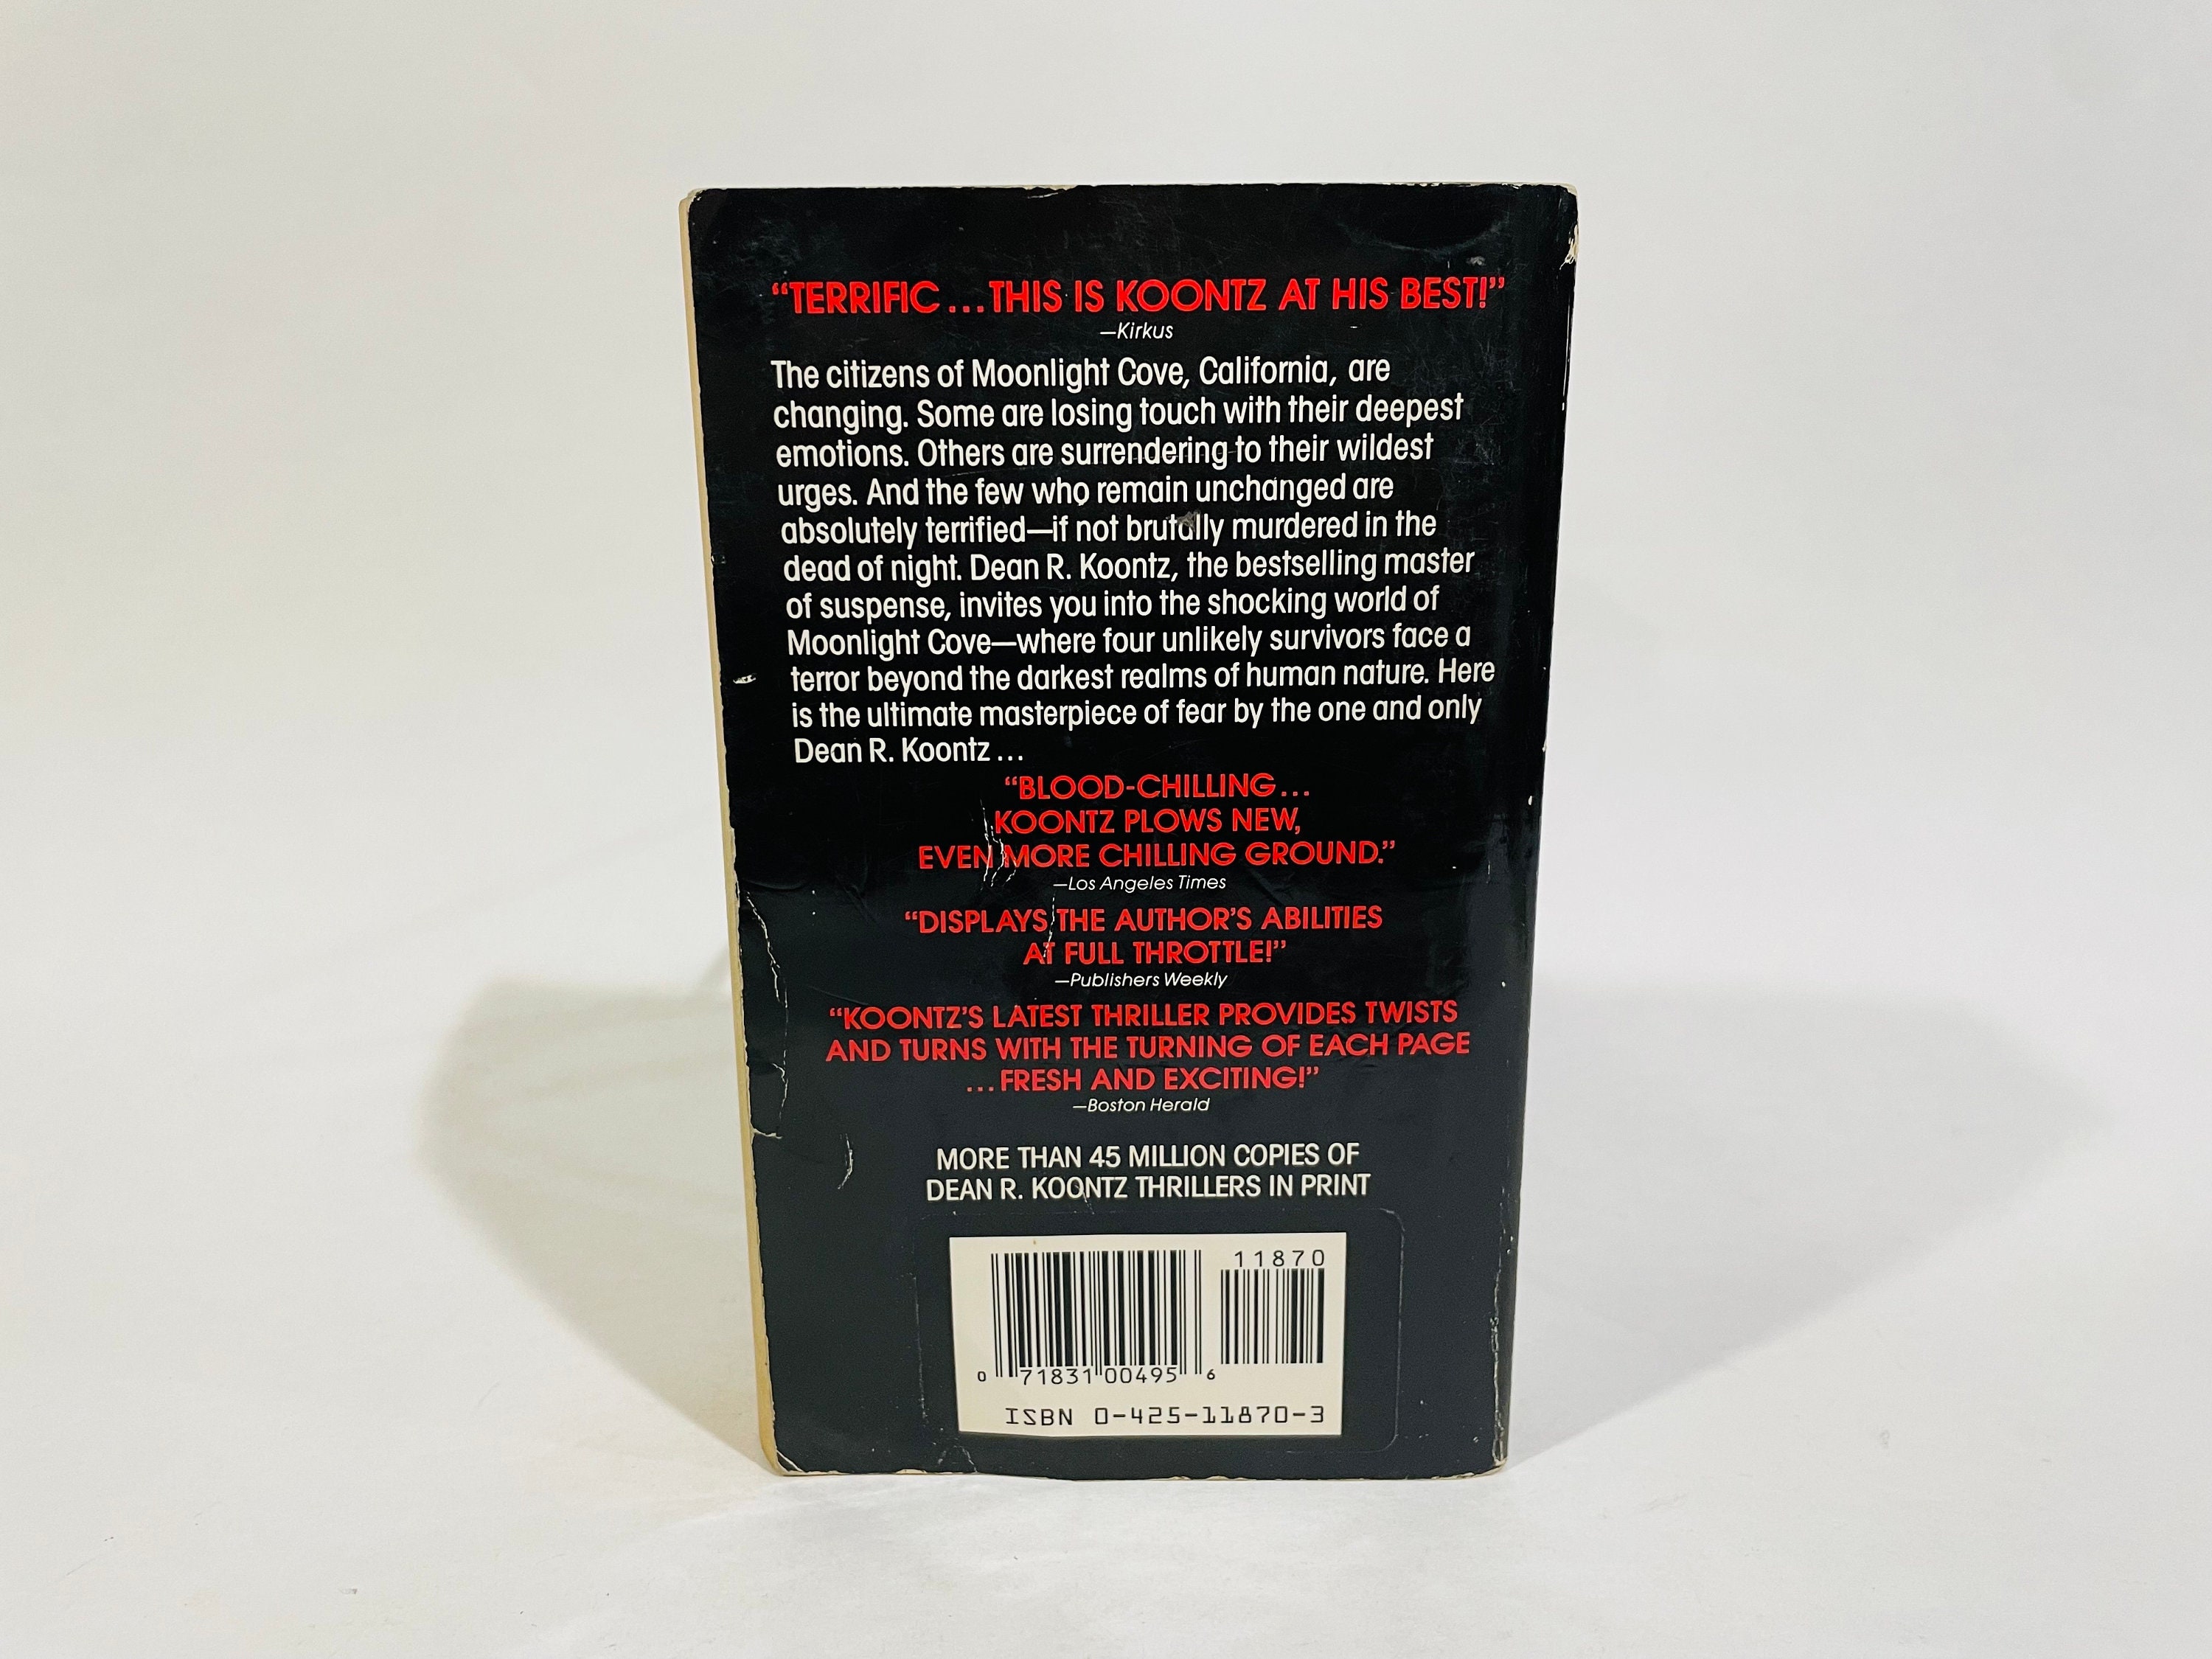 “TERRIFIC...THIS IS KOONTZ AT HIS BEST!”
—Kirkus
The citizens of Moonlight Cove, California, are
changing. Some are losing touch with their deepest
emotions. Others are surrendering to their wildest
urges. And the few who remain unchanged are
absolutely terrified—if not brutally murdered in the
dead of night. Dean R. Koontz, the bestselling master
of suspense, invites you into the shocking world of
Moonlight Cove—where four unlikely survivors face a
terror beyond the darkest realms of human nature. Here
is the ultimate masterpiece of fear by the one and only
Dean R. Koontz...
“BLOOD-CHILLING...
KOONTZ PLOWS NEW,
EVEN MORE CHILLING GROUND.”
—Los Angeles Times
“DISPLAYS THE AUTHOR’S ABILITIES
AT FULL THROTTLE!”
—Publishers Weekly
“KOONTZ’S LATEST THRILLER PROVIDES TWISTS
AND TURNS WITH THE TURNING OF EACH PAGE
...FRESH AND EXCITING!”
—Boston Herald
MORE THAN 45 MILLION COPIES OF
DEAN R. KOONTZ THRILLERS IN PRINT
11870
0 71831 00495 6
ISBN 0-425-11870-3